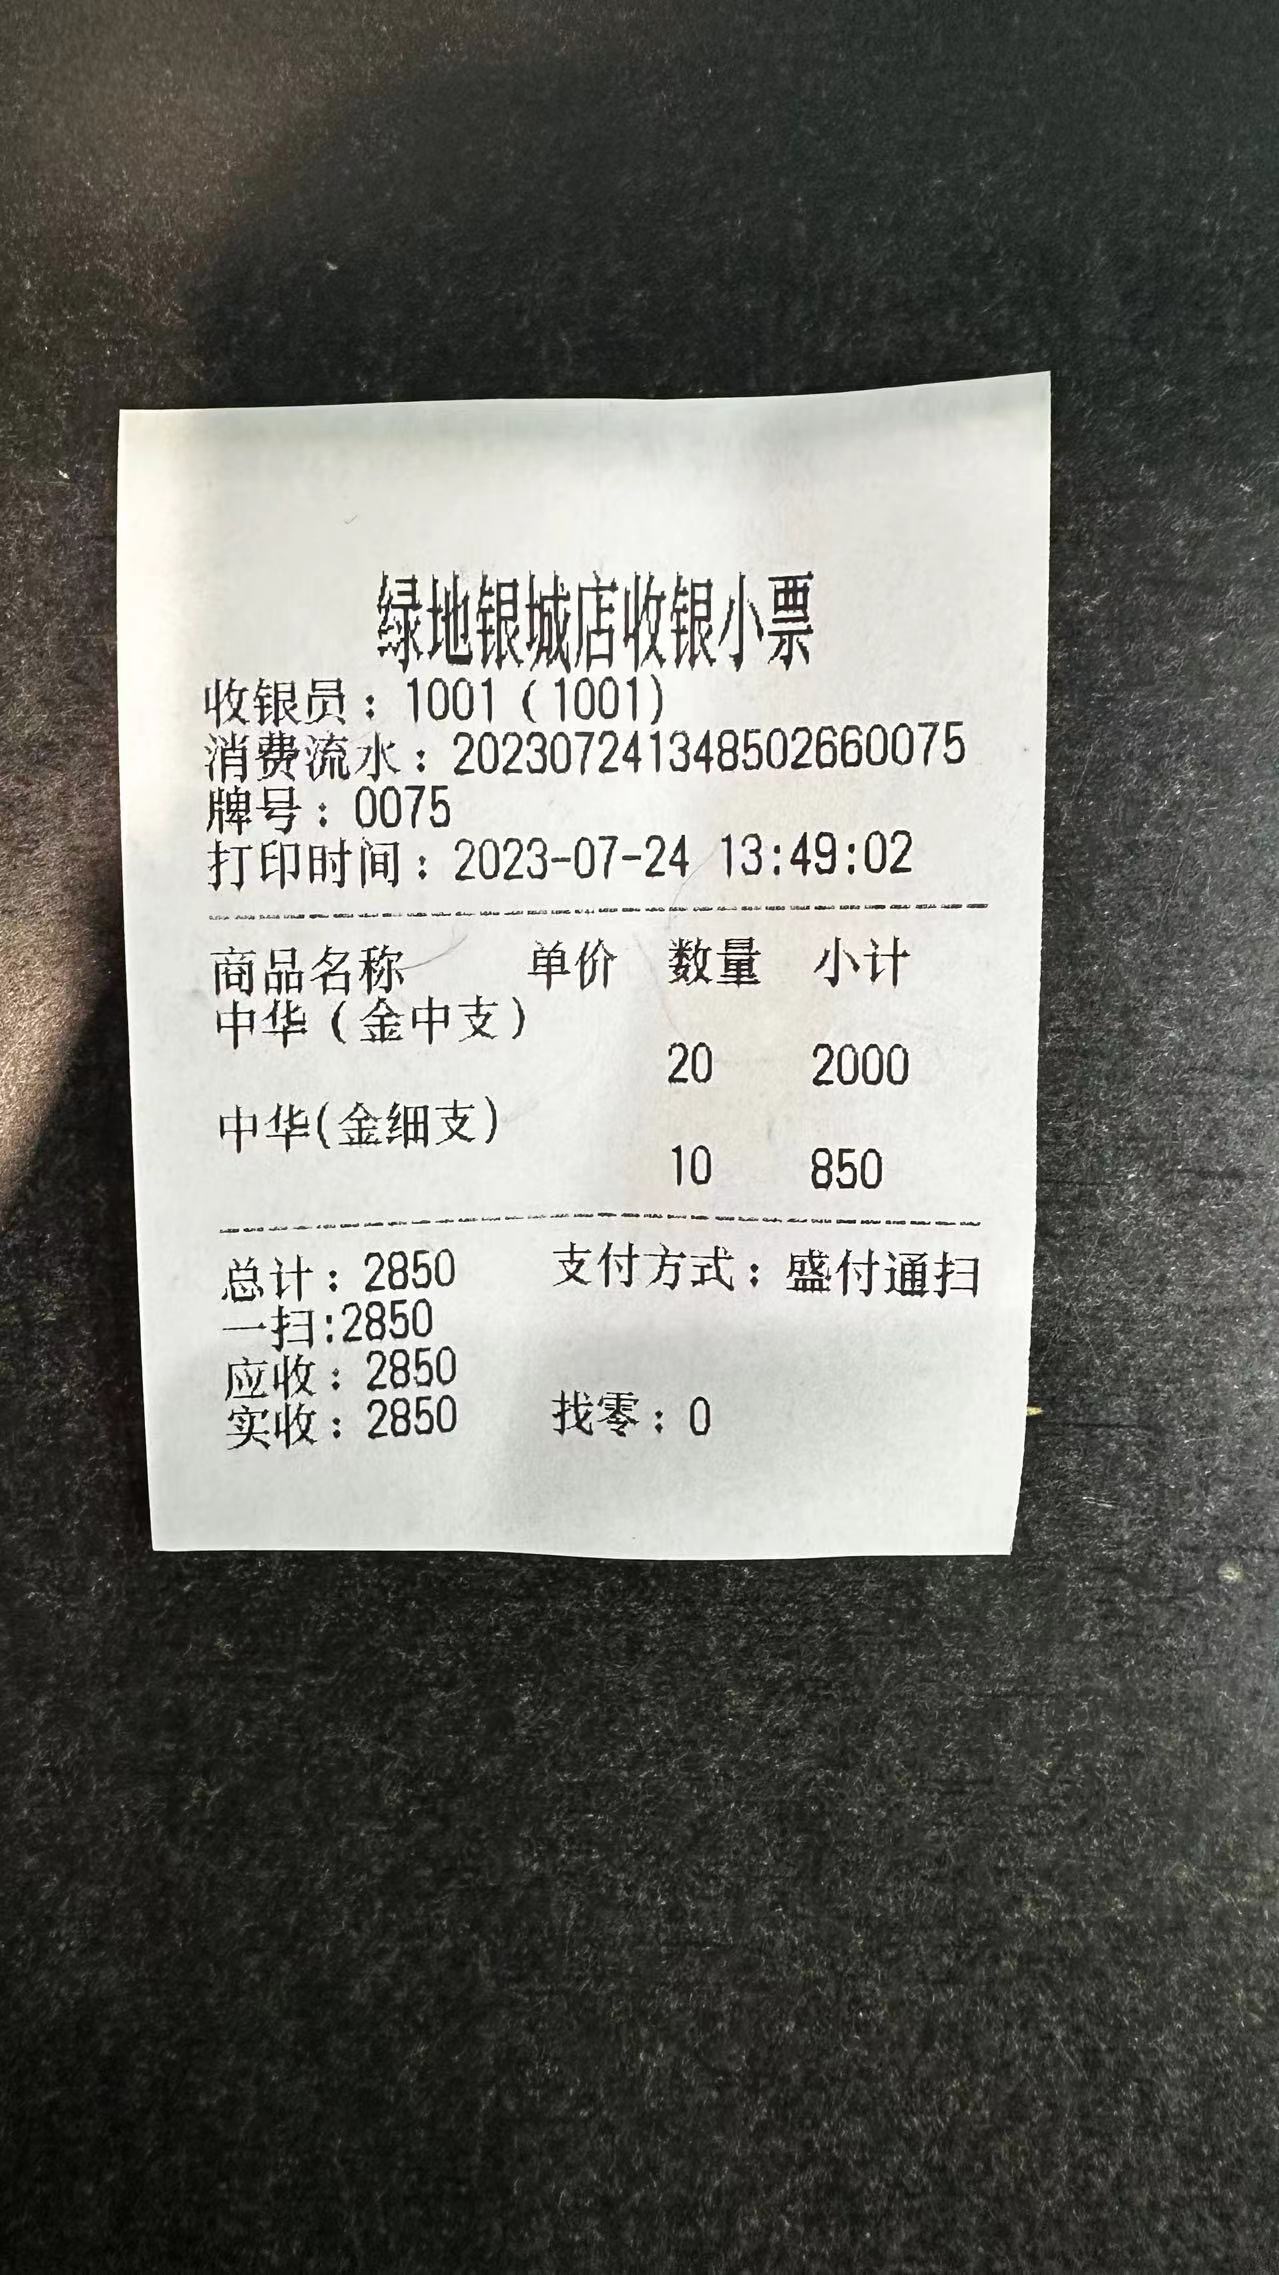 绿地银城店收银小票
收银员：1001（1001）
消费流水：202307241348502660075
牌号：0075
打印时间：2023-07-24 13:49:02
商品名称 单价 数量 小计
中华（金中支）
20 2000
中华(金细支)
10 850
总计：2850 支付方式：盛付通扫
一扫:2850
应收：2850
实收：2850 找零：0